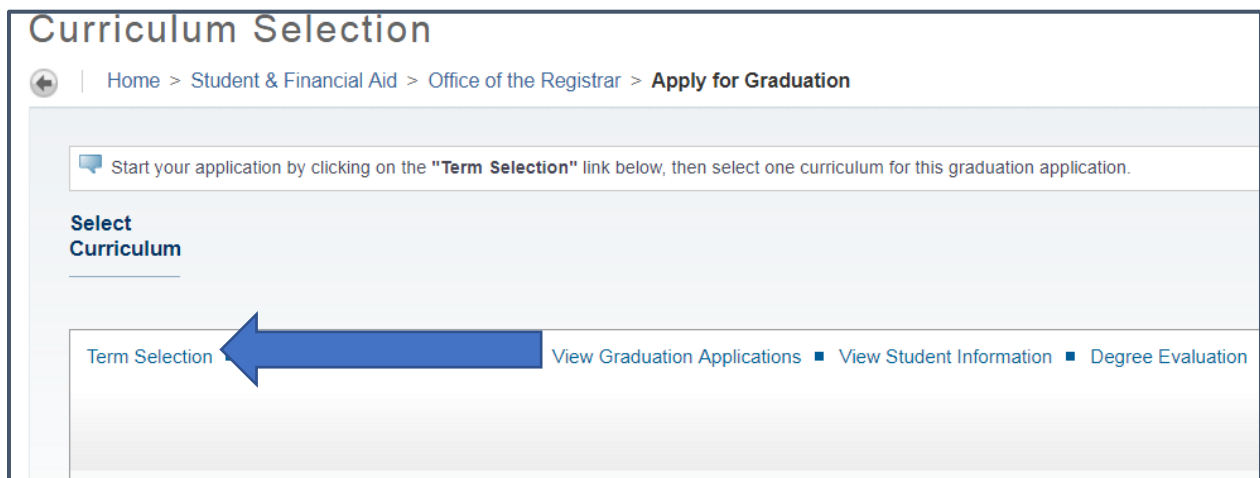 Curriculum Selection
Home > Student & Financial Aid > Office of the Registrar > Apply for Graduation
Start your application by clicking on the "Term Selection" link below, then select one curriculum for this graduation application.
Select
Curriculum
Term Selection ■ View Graduation Applications ■ View Student Information ■ Degree Evaluation